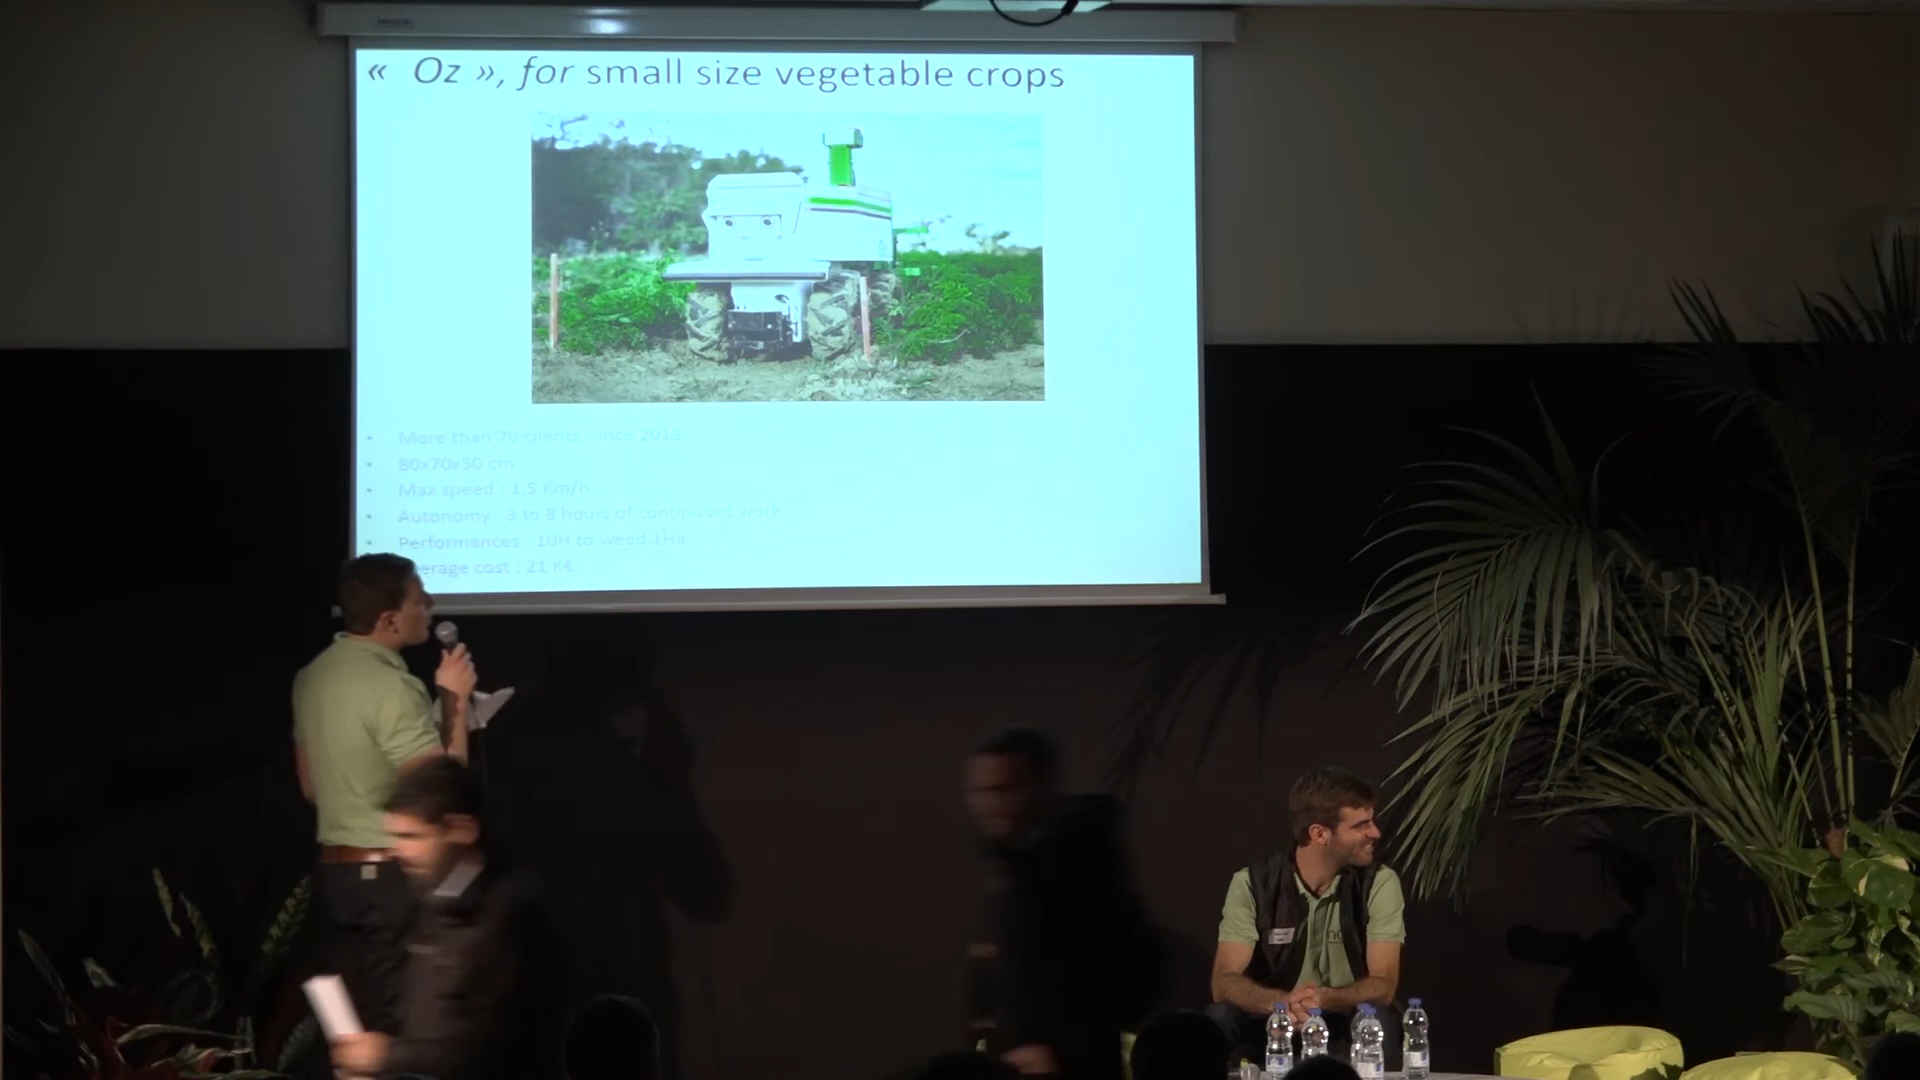 « Oz », for small size vegetable crops
• More than 70 clients, since 2013
• 80x70x50 cm
• Max speed : 1,5 Km/h
• Autonomy : 3 to 8 hours of continuous work
• Performances : 10H to weed 1Ha
erage cost : 21 K€